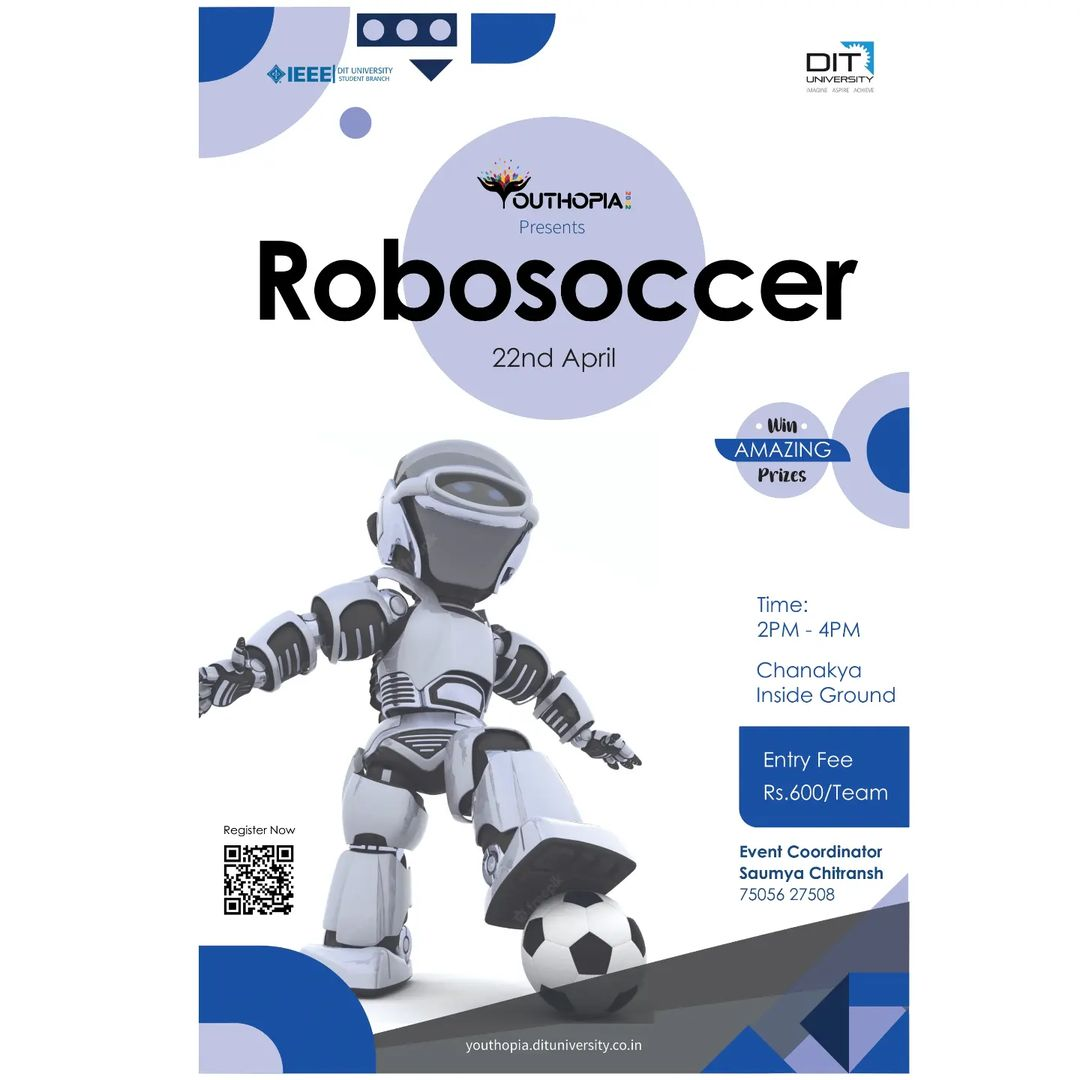 IEEE DIT UNIVERSITY
STUDENT BRANCH
DIT
UNIVERSITY
IMAGINE ASPIRE ACHIEVE
YOUTHOPIA 2022
Presents
Robosoccer
22nd April
Win
AMAZING
Prizes
Time:
2PM - 4PM
Chanakya
Inside Ground
Entry Fee
Rs.600/Team
Register Now
Event Coordinator
Saumya Chitransh
75056 27508
freepik
youthopia.dituniversity.co.in